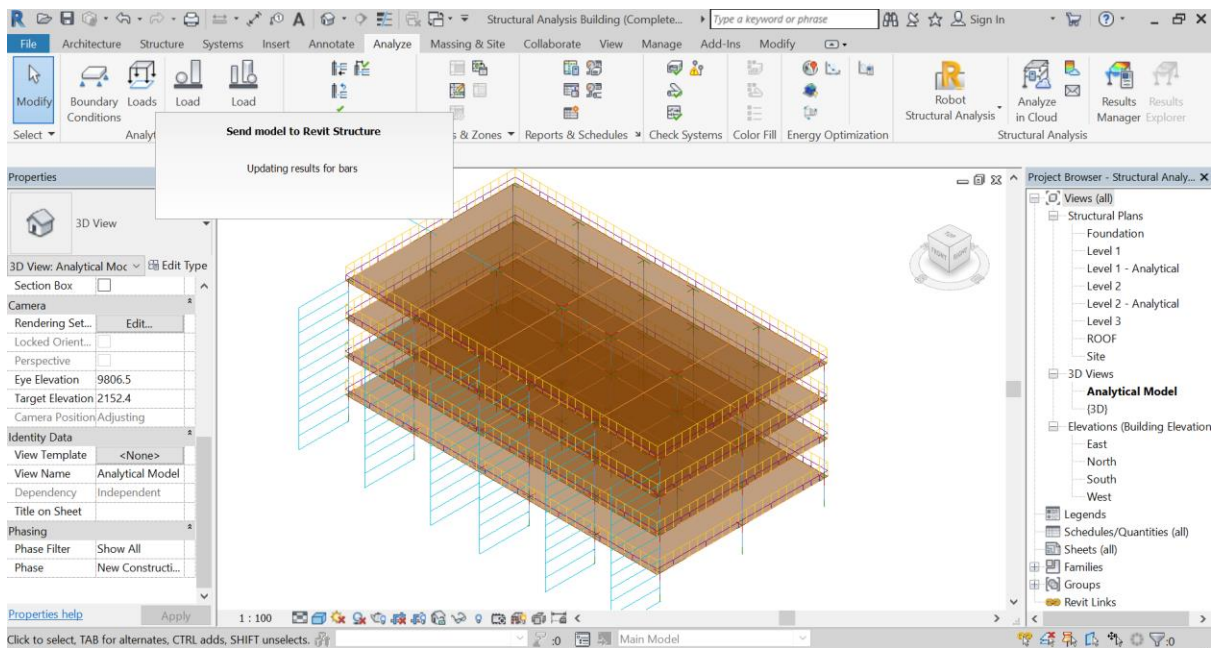 Structural Analysis Building (Complete... Type a keyword or phrase Sign In
File Architecture Structure Systems Insert Annotate Analyze Massing & Site Collaborate View Manage Add-Ins Modify
Modify Boundary Conditions Loads Load Load Robot Structural Analysis Analyze in Cloud Results Manager Results Explorer
Select Analyt s & Zones Reports & Schedules Check Systems Color Fill Energy Optimization Structural Analysis
Send model to Revit Structure
Updating results for bars
Properties
3D View
3D View: Analytical Moc Edit Type
Section Box
Camera
Rendering Set... Edit...
Locked Orient...
Perspective
Eye Elevation 9806.5
Target Elevation 2152.4
Camera Position Adjusting
Identity Data
View Template <None>
View Name Analytical Model
Dependency Independent
Title on Sheet
Phasing
Phase Filter Show All
Phase New Constructi...
Properties help Apply
TOP
FRONT RIGHT
Project Browser - Structural Analy...
Views (all)
Structural Plans
Foundation
Level 1
Level 1 - Analytical
Level 2
Level 2 - Analytical
Level 3
ROOF
Site
3D Views
Analytical Model
{3D}
Elevations (Building Elevation
East
North
South
West
Legends
Schedules/Quantities (all)
Sheets (all)
Families
Groups
Revit Links
1 : 100
Click to select, TAB for alternates, CTRL adds, SHIFT unselects. :0 Main Model :0